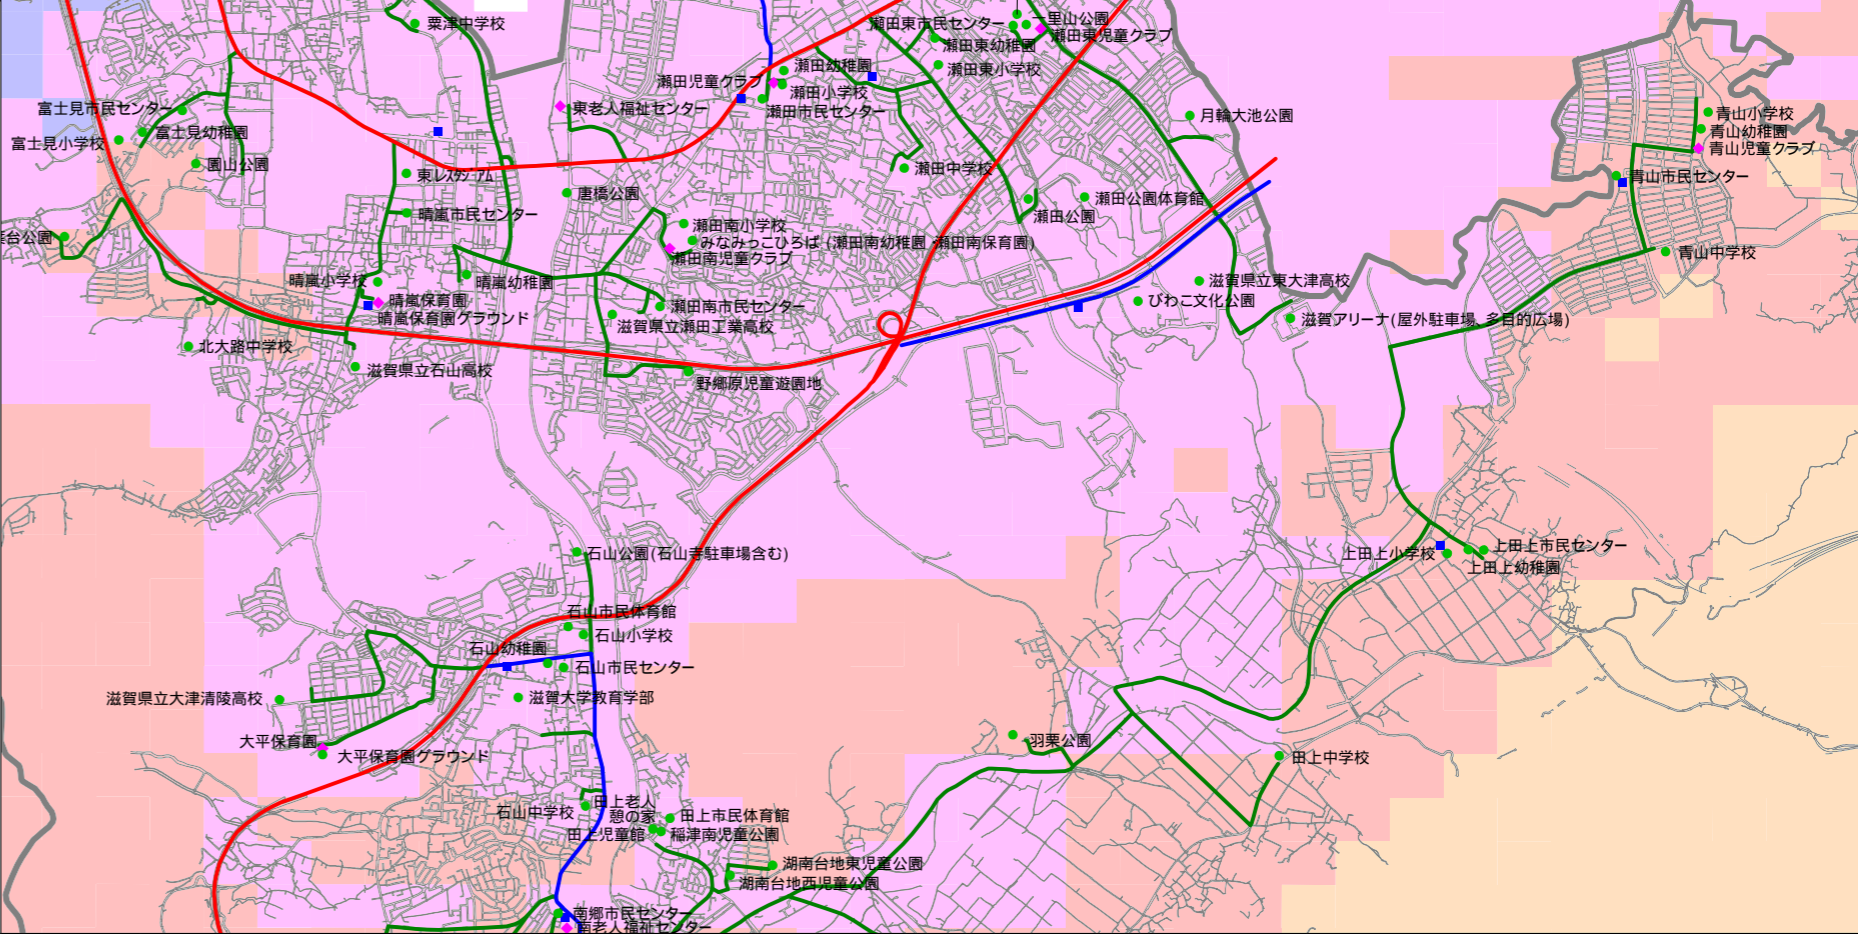 粟津中学校
瀬田東市民センター
一里山公園
瀬田東児童クラブ
瀬田東幼稚園
瀬田幼稚園
瀬田東小学校
瀬田児童クラブ
瀬田小学校
瀬田市民センター
富士見市民センター
東老人福祉センター
月輪大池公園
青山小学校
青山幼稚園
青山児童クラブ
富士見幼稚園
富士見小学校
園山公園
東レスタジアム
瀬田中学校
青山市民センター
唐橋公園
瀬田公園体育館
晴嵐市民センター
瀬田公園
瀬田南小学校
台公園
みなみっこひろば (瀬田南幼稚園・瀬田南保育園)
瀬田南児童クラブ
青山中学校
晴嵐小学校
晴嵐幼稚園
滋賀県立東大津高校
晴嵐保育園
びわこ文化公園
瀬田南市民センター
晴嵐保育園グラウンド
滋賀県立瀬田工業高校
滋賀アリーナ(屋外駐車場、多目的広場)
北大路中学校
滋賀県立石山高校
野郷原児童遊園地
石山公園(石山寺駐車場含む)
上田上小学校
上田上市民センター
上田上幼稚園
石山市民体育館
石山小学校
石山幼稚園
石山市民センター
滋賀県立大津清陵高校
滋賀大学教育学部
大平保育園
大平保育園グラウンド
羽栗公園
田上中学校
田上老人
憩の家
石山中学校
田上市民体育館
田上児童館
稲津南児童公園
湖南台地東児童公園
湖南台地西児童公園
南郷市民センター
南老人福祉センター